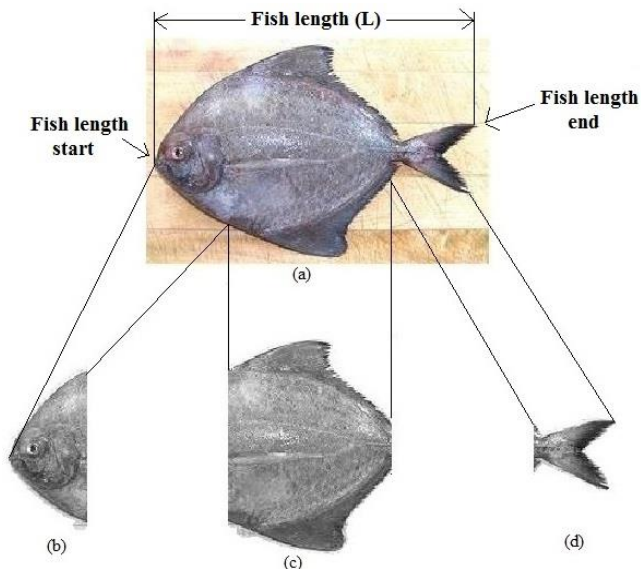 Fish length (L)
Fish length
start
Fish length
end
(a)
(b)
(c)
(d)